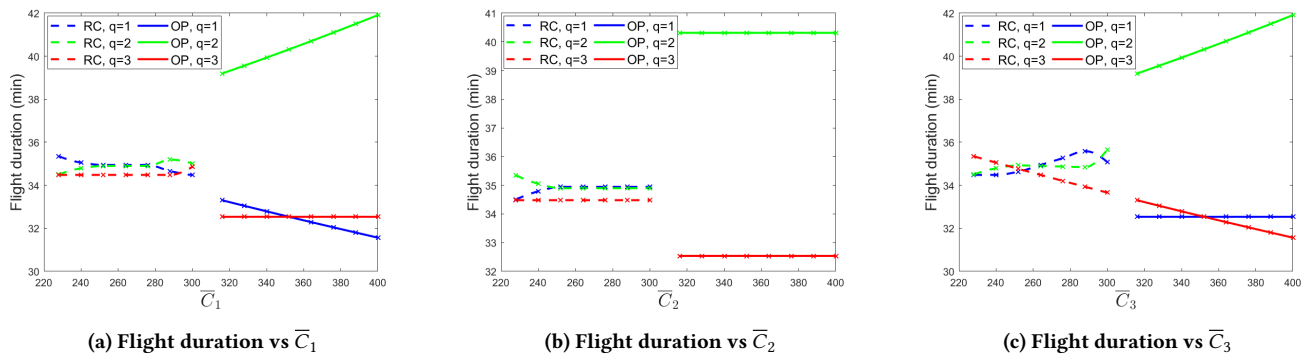 42
40
38
36
34
32
30
Flight duration (min)
RC, q=1 OP, q=1
RC, q=2 OP, q=2
RC, q=3 OP, q=3
220 240 260 280 300 320 340 360 380 400
C̅₁
(a) Flight duration vs C̅₁
41
40
39
38
37
36
35
34
33
32
Flight duration (min)
RC, q=1 OP, q=1
RC, q=2 OP, q=2
RC, q=3 OP, q=3
220 240 260 280 300 320 340 360 380 400
C̅₂
(b) Flight duration vs C̅₂
42
40
38
36
34
32
30
Flight duration (min)
RC, q=1 OP, q=1
RC, q=2 OP, q=2
RC, q=3 OP, q=3
220 240 260 280 300 320 340 360 380 400
C̅₃
(c) Flight duration vs C̅₃